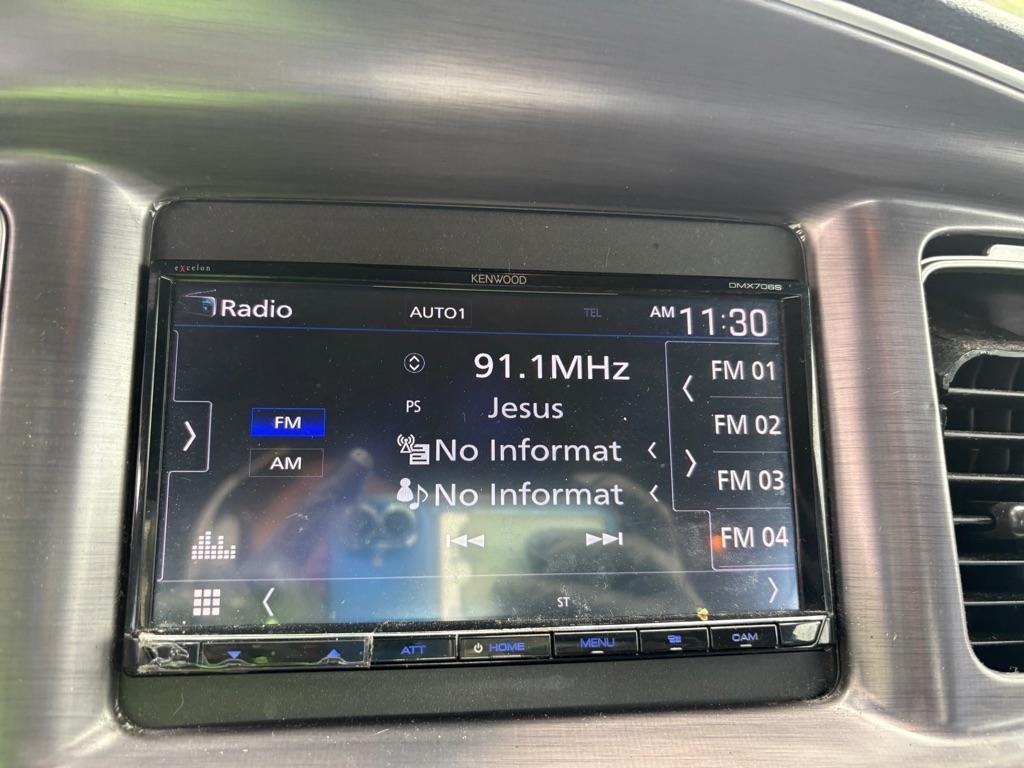 excelon
KENWOOD
DMX706S
Radio
AUTO1
TEL
AM 11:30
91.1MHz
FM 01
PS
Jesus
FM
FM 02
No Informat
AM
FM 03
No Informat
FM 04
ST
ATT
HOME
MENU
CAM